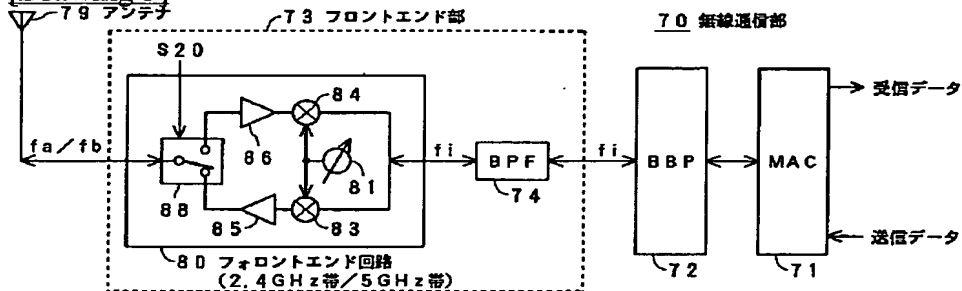 79 アンテナ
73 フロントエンド部
70 無線通信部
S20
84
86
fa/fb
fi
BPF
fi
BBP
MAC
受信データ
81
88
85
83
74
送信データ
80 フォロントエンド回路
(2.4GHz帯/5GHz帯)
72
71